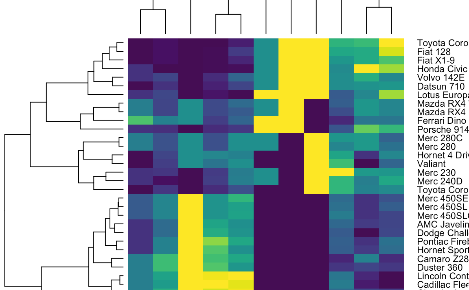 Toyota Coro
Fiat 128
Fiat X1-9
Honda Civic
Volvo 142E
Datsun 710
Lotus Europa
Mazda RX4
Mazda RX4
Ferrari Dino
Porsche 914
Merc 280C
Merc 280
Hornet 4 Driv
Valiant
Merc 230
Merc 240D
Toyota Coro
Merc 450SE
Merc 450SL
Merc 450SLC
AMC Javelin
Dodge Chall
Pontiac Fireb
Hornet Sport
Camaro Z28
Duster 360
Lincoln Cont
Cadillac Flee